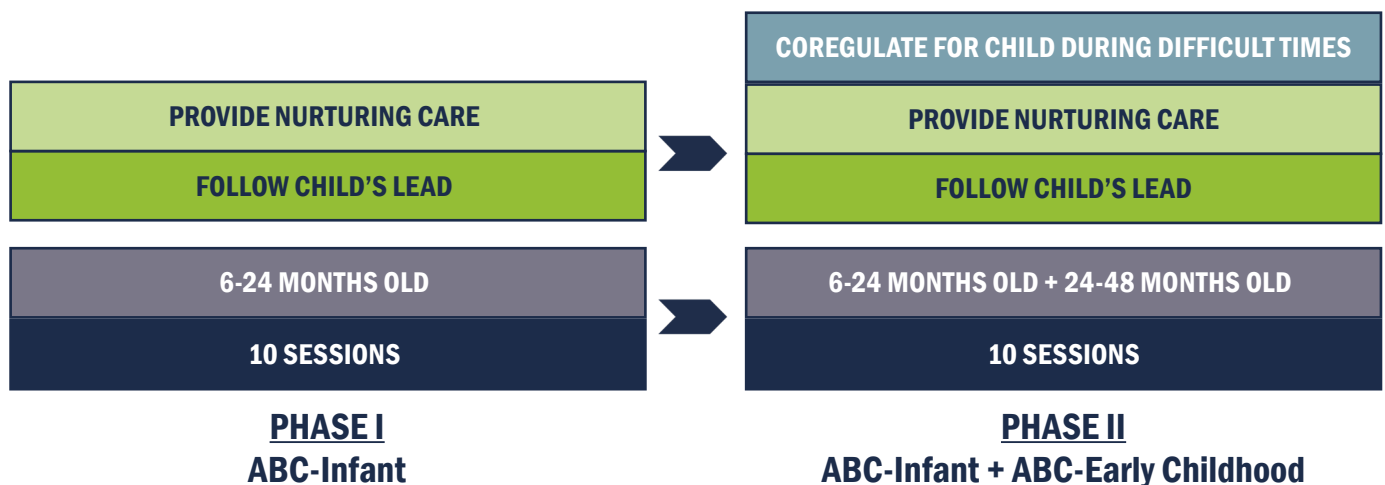 PROVIDE NURTURING CARE
FOLLOW CHILD’S LEAD
6-24 MONTHS OLD
10 SESSIONS
PHASE I
ABC-Infant
COREGULATE FOR CHILD DURING DIFFICULT TIMES
PROVIDE NURTURING CARE
FOLLOW CHILD’S LEAD
6-24 MONTHS OLD + 24-48 MONTHS OLD
10 SESSIONS
PHASE II
ABC-Infant + ABC-Early Childhood